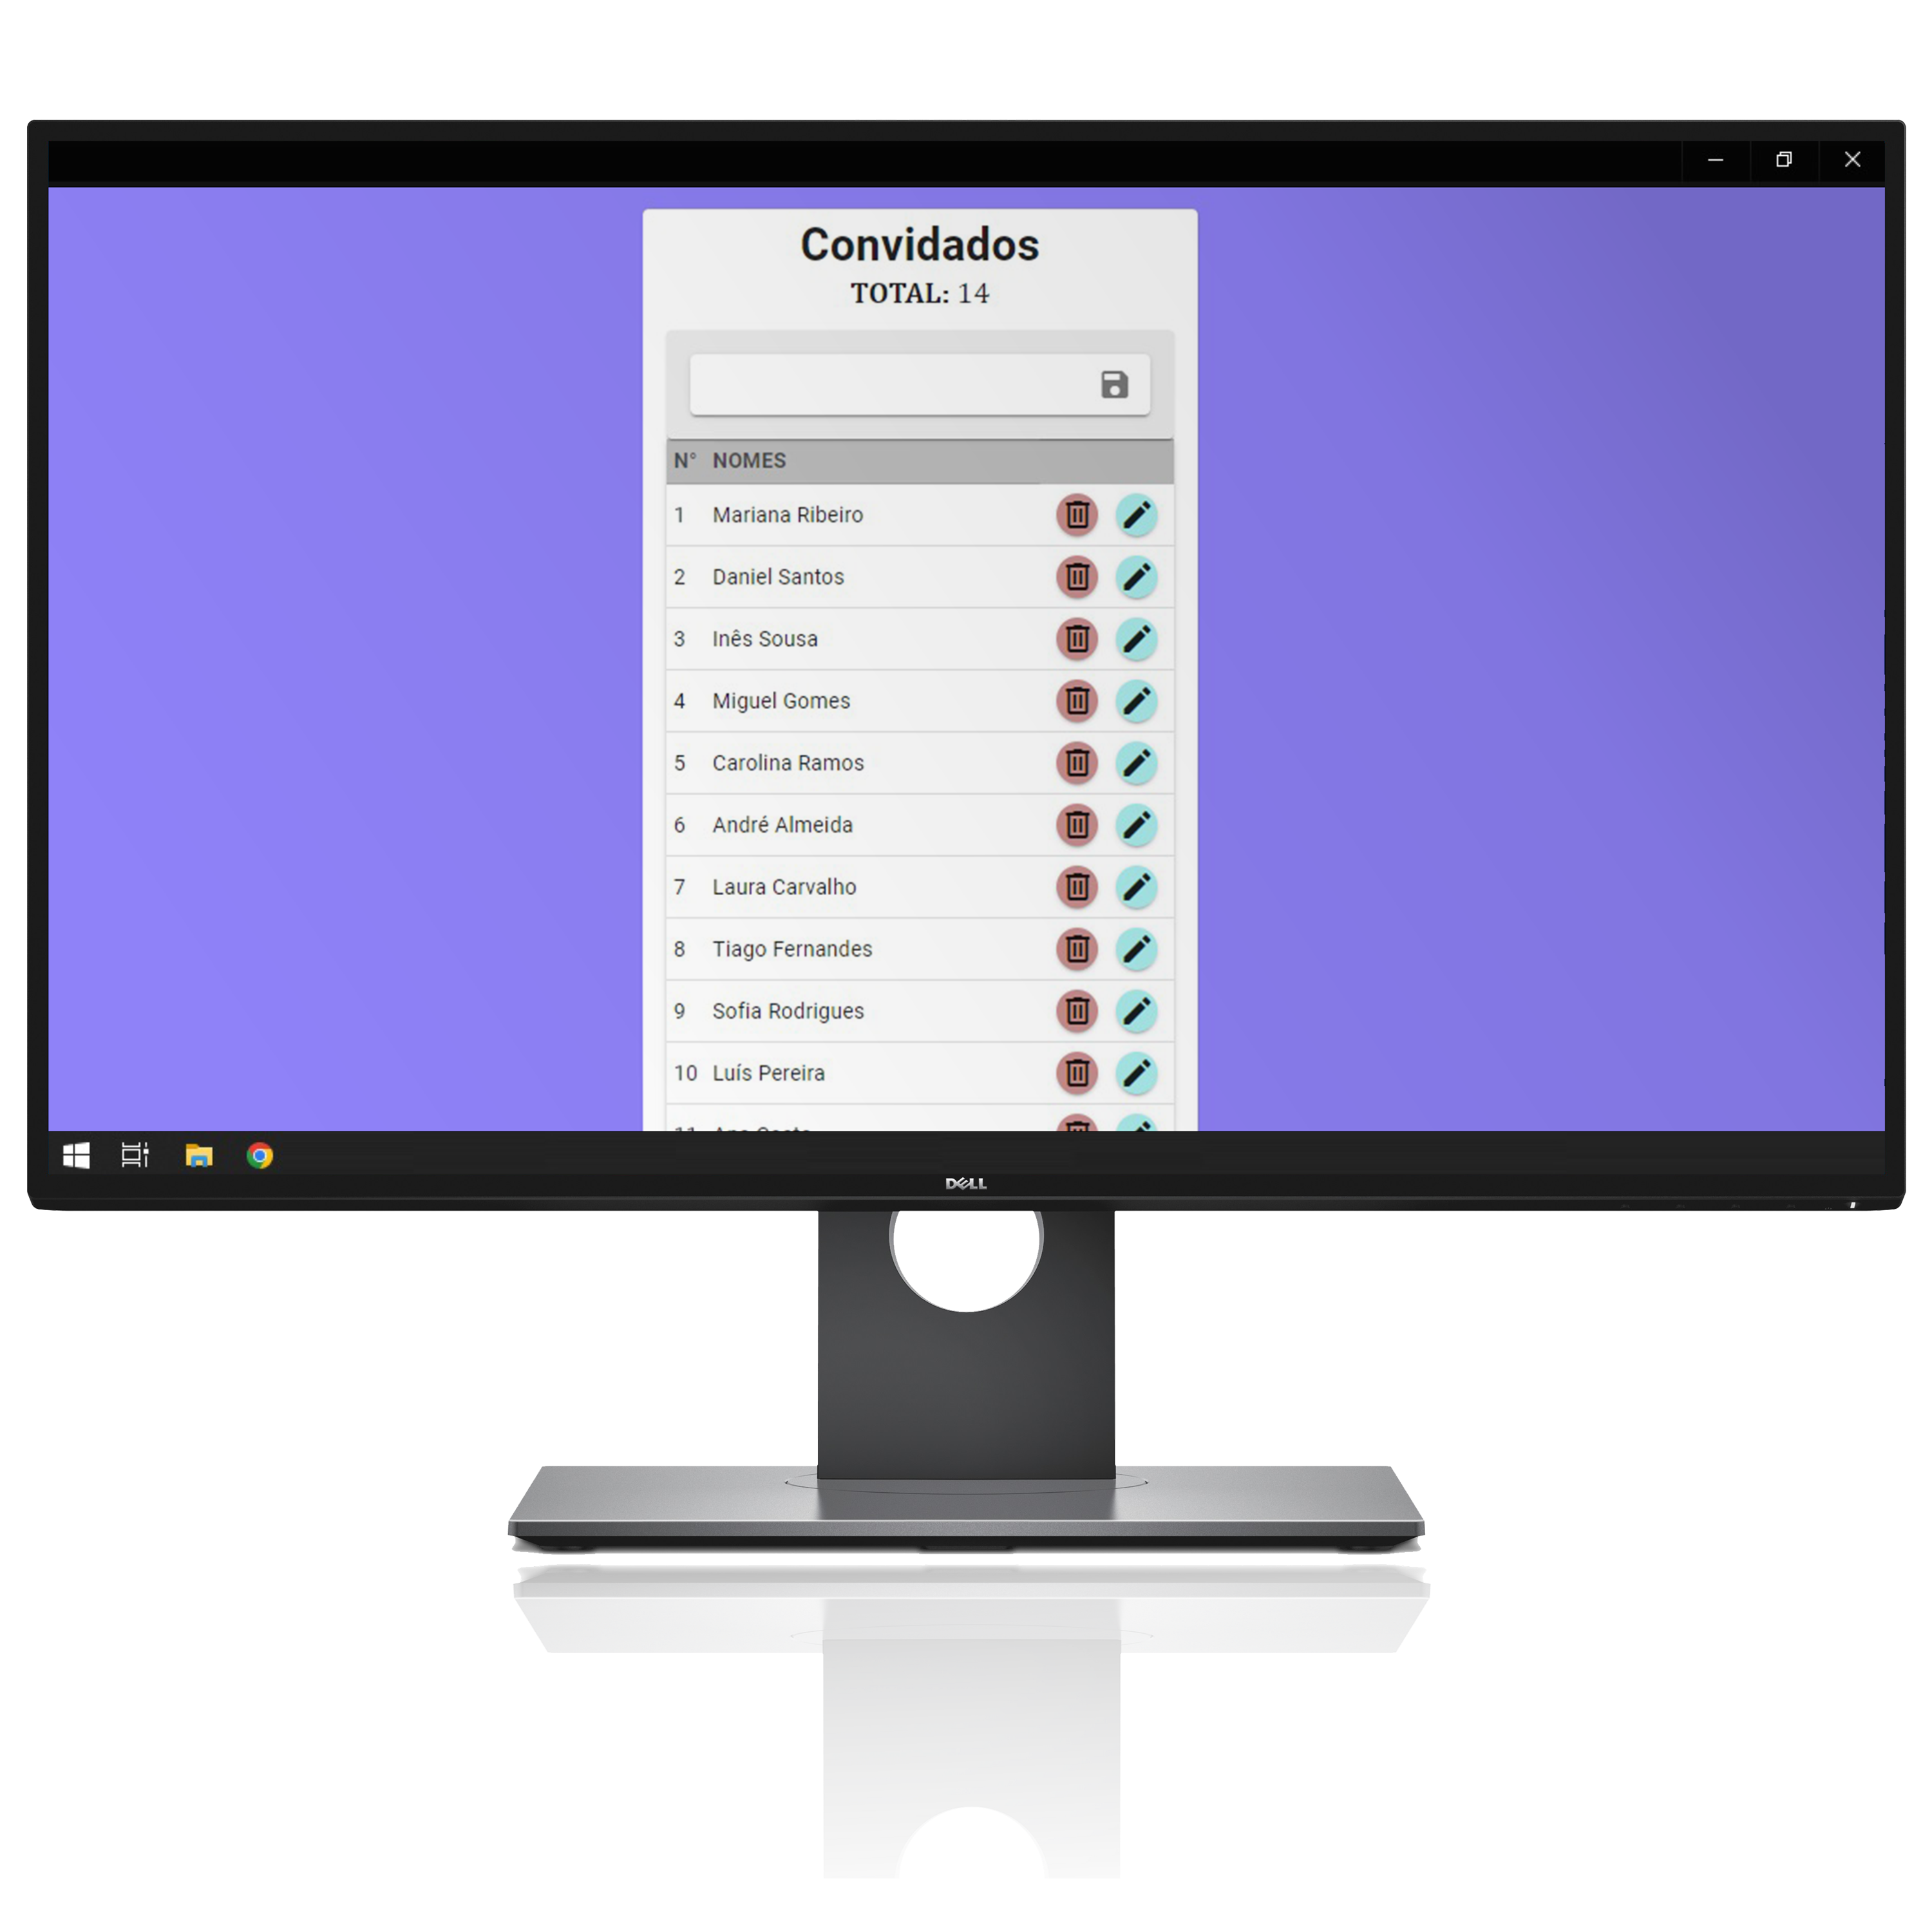 Convidados
TOTAL: 14
N° NOMES
1 Mariana Ribeiro
2 Daniel Santos
3 Inês Sousa
4 Miguel Gomes
5 Carolina Ramos
6 André Almeida
7 Laura Carvalho
8 Tiago Fernandes
9 Sofia Rodrigues
10 Luís Pereira
DELL